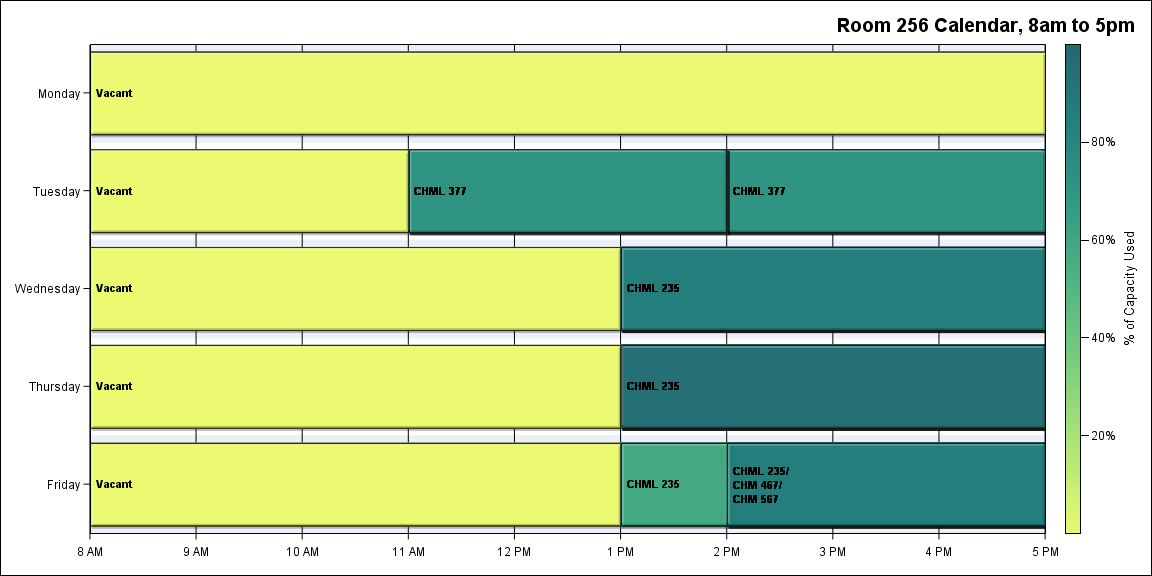 Room 256 Calendar, 8am to 5pm
Monday
Vacant
Tuesday
Vacant
CHML 377
CHML 377
Wednesday
Vacant
CHML 235
Thursday
Vacant
CHML 235
Friday
Vacant
CHML 235
CHML 235/
CHM 467/
CHM 567
8 AM
9 AM
10 AM
11 AM
12 PM
1 PM
2 PM
3 PM
4 PM
5 PM
80%
60%
40%
20%
% of Capacity Used